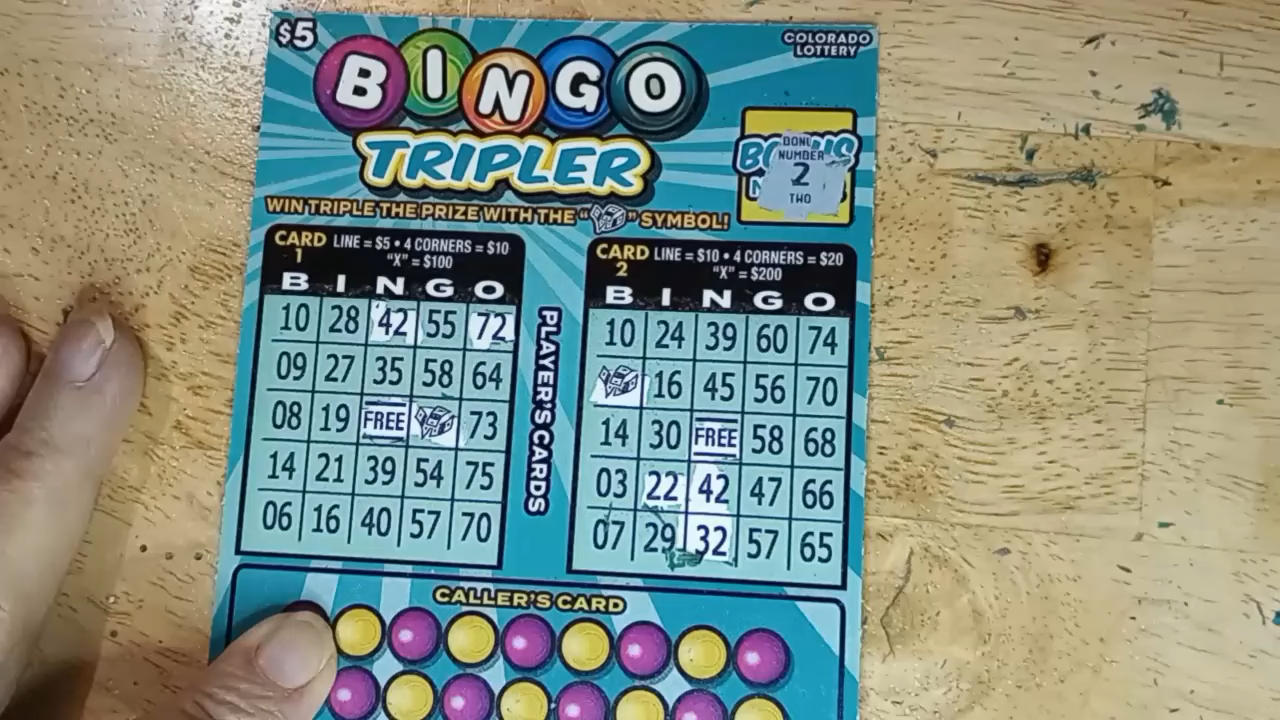 $5
COLORADO
LOTTERY
BINGO
TRIPLER
BONUS
NUMBER
2
TWO
WIN TRIPLE THE PRIZE WITH THE "" SYMBOL!
CARD 1 LINE = $5 • 4 CORNERS = $10
"X" = $100
B I N G O
10 28 42 55 72
09 27 35 58 64
08 19 FREE 73
14 21 39 54 75
06 16 40 57 70
PLAYER'S CARDS
CARD 2 LINE = $10 • 4 CORNERS = $20
"X" = $200
B I N G O
10 24 39 60 74
16 45 56 70
14 30 FREE 58 68
03 22 42 47 66
07 29 32 57 65
CALLER'S CARD